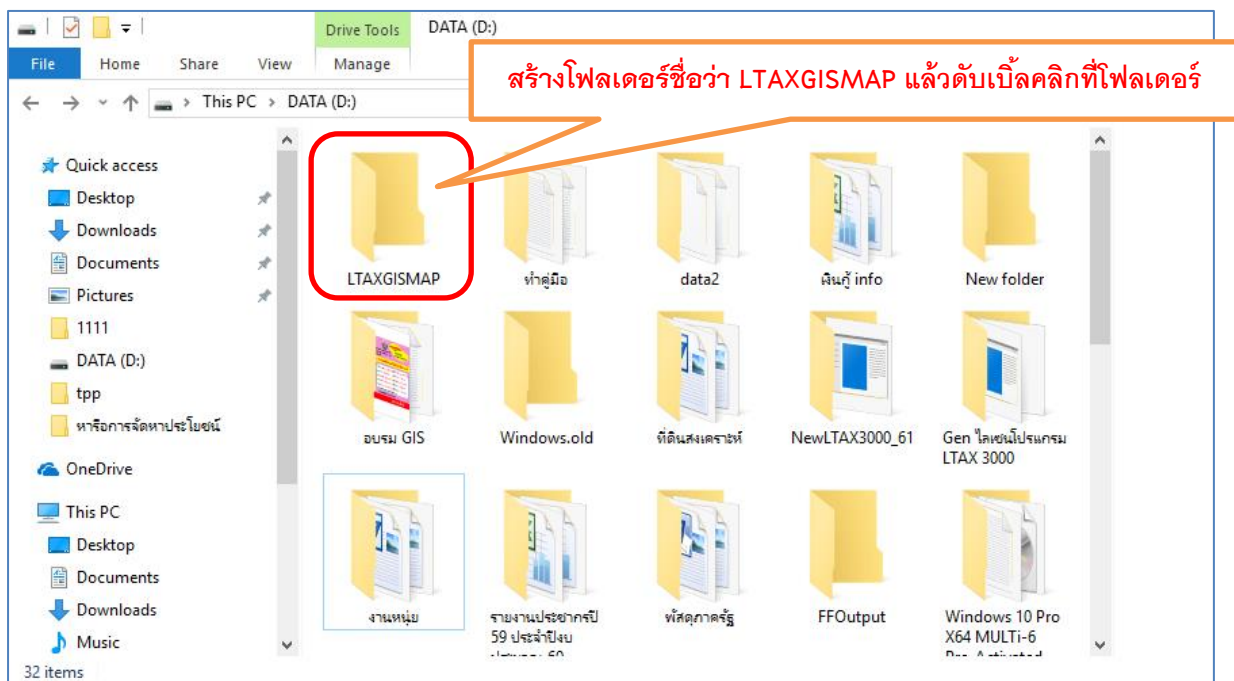 Drive Tools
DATA (D:)
File
Home
Share
View
Manage
สร้างโฟลเดอร์ชื่อว่า LTAXGISMAP แล้วดับเบิ้ลคลิกที่โฟลเดอร์
This PC > DATA (D:)
Quick access
Desktop
Downloads
Documents
Pictures
1111
DATA (D:)
tpp
หารือการจัดหาประโยชน์
OneDrive
This PC
Desktop
Documents
Downloads
Music
LTAXGISMAP
ทำคู่มือ
data2
ผินกู้ info
New folder
อบรม GIS
Windows.old
ที่ดินสงเคราะห์
NewLTAX3000_61
Gen ไลเซนโปรแกรม
LTAX 3000
งานหนุ่ย
รายงานประชากรปี
59 ประจำปีงบ
พัสดุภาครัฐ
FFOutput
Windows 10 Pro
X64 MULTi-6
32 items